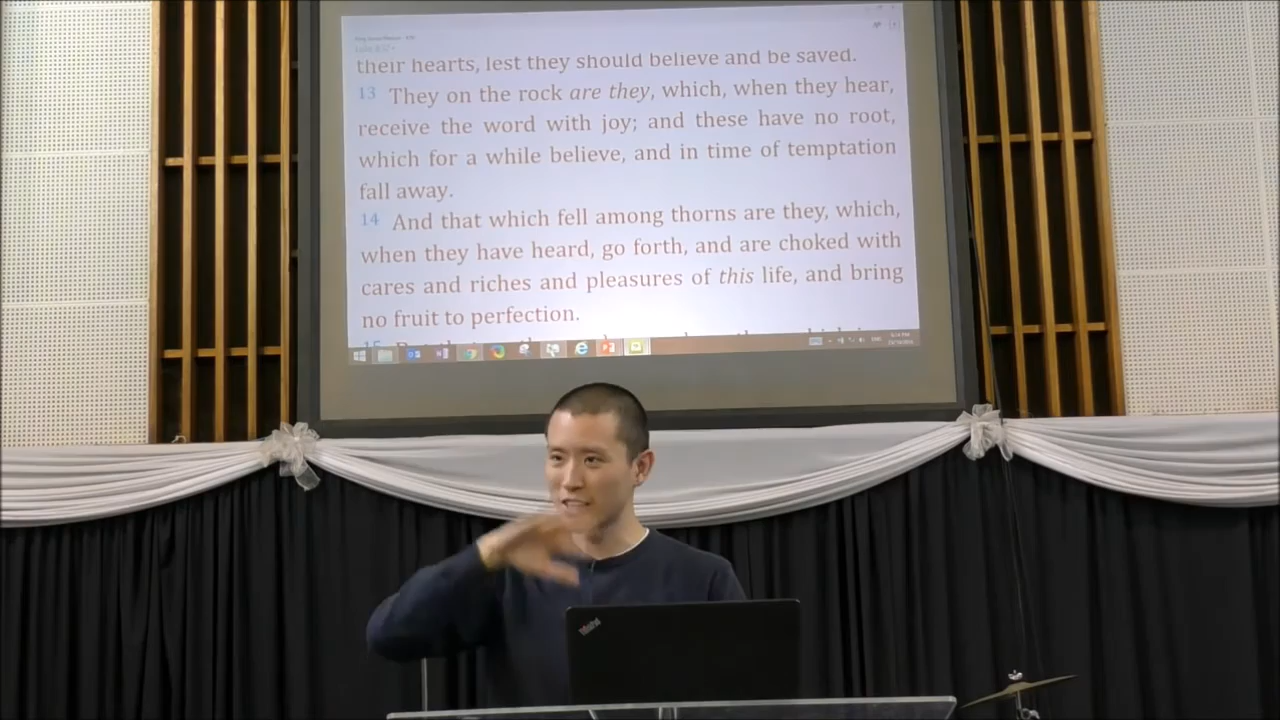 their hearts, lest they should believe and be saved.
13 They on the rock are they, which, when they hear,
receive the word with joy; and these have no root,
which for a while believe, and in time of temptation
fall away.
14 And that which fell among thorns are they, which,
when they have heard, go forth, and are choked with
cares and riches and pleasures of this life, and bring
no fruit to perfection.
ThinkPad